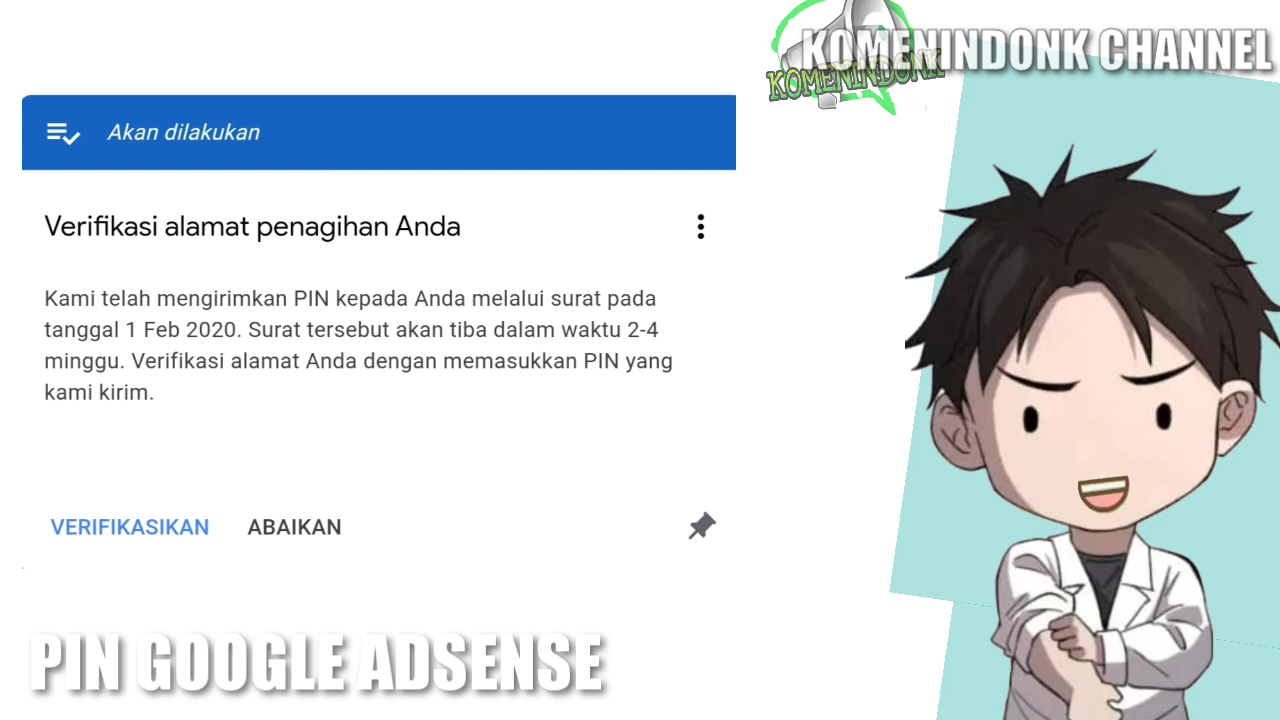 KOMENINDONK CHANNEL
KOMENINDONK
Akan dilakukan
Verifikasi alamat penagihan Anda
Kami telah mengirimkan PIN kepada Anda melalui surat pada
tanggal 1 Feb 2020. Surat tersebut akan tiba dalam waktu 2-4
minggu. Verifikasi alamat Anda dengan memasukkan PIN yang
kami kirim.
VERIFIKASIKAN ABAIKAN
PIN GOOGLE ADSENSE